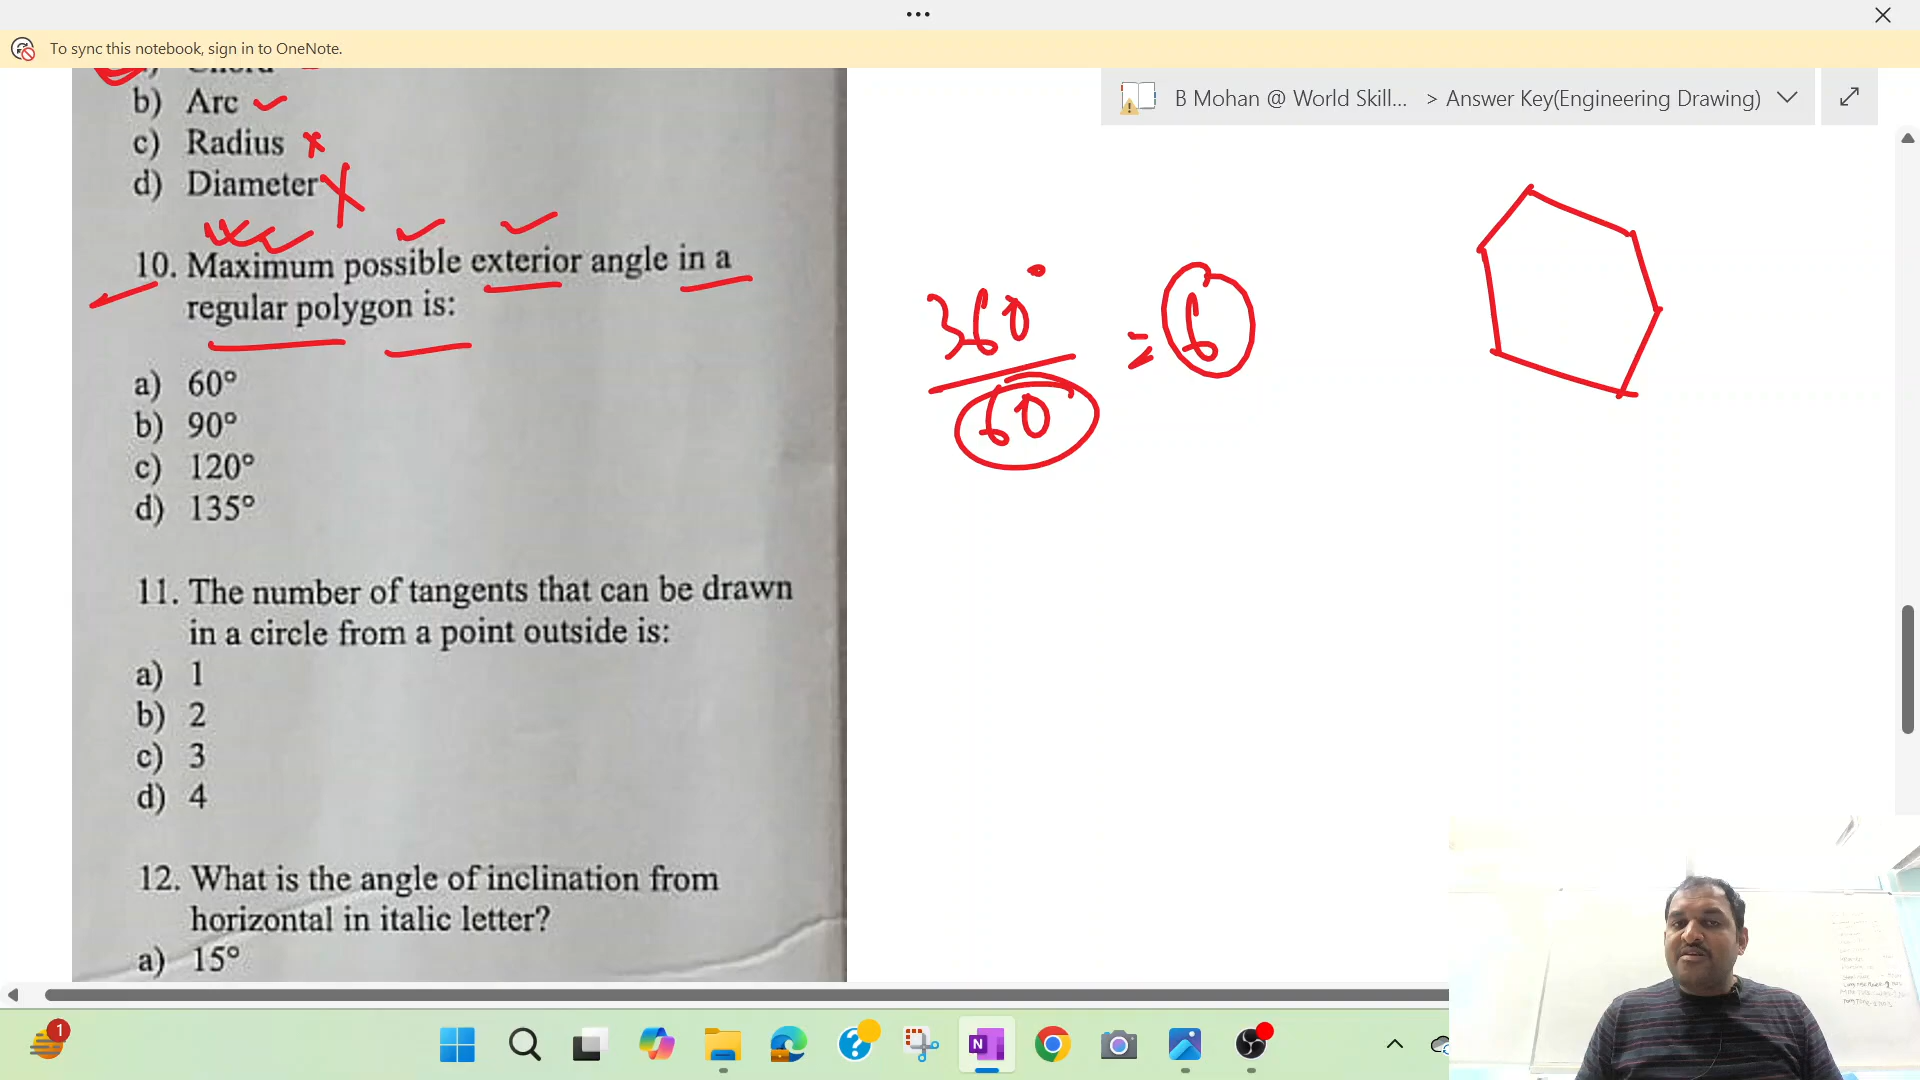 To sync this notebook, sign in to OneNote.
B Mohan @ World Skill... > Answer Key(Engineering Drawing)
b) Arc
c) Radius
d) Diameter
10. Maximum possible exterior angle in a
regular polygon is:
a) 60°
b) 90°
c) 120°
d) 135°
11. The number of tangents that can be drawn
in a circle from a point outside is:
a) 1
b) 2
c) 3
d) 4
12. What is the angle of inclination from
horizontal in italic letter?
a) 15°
360°
60
= 6
1